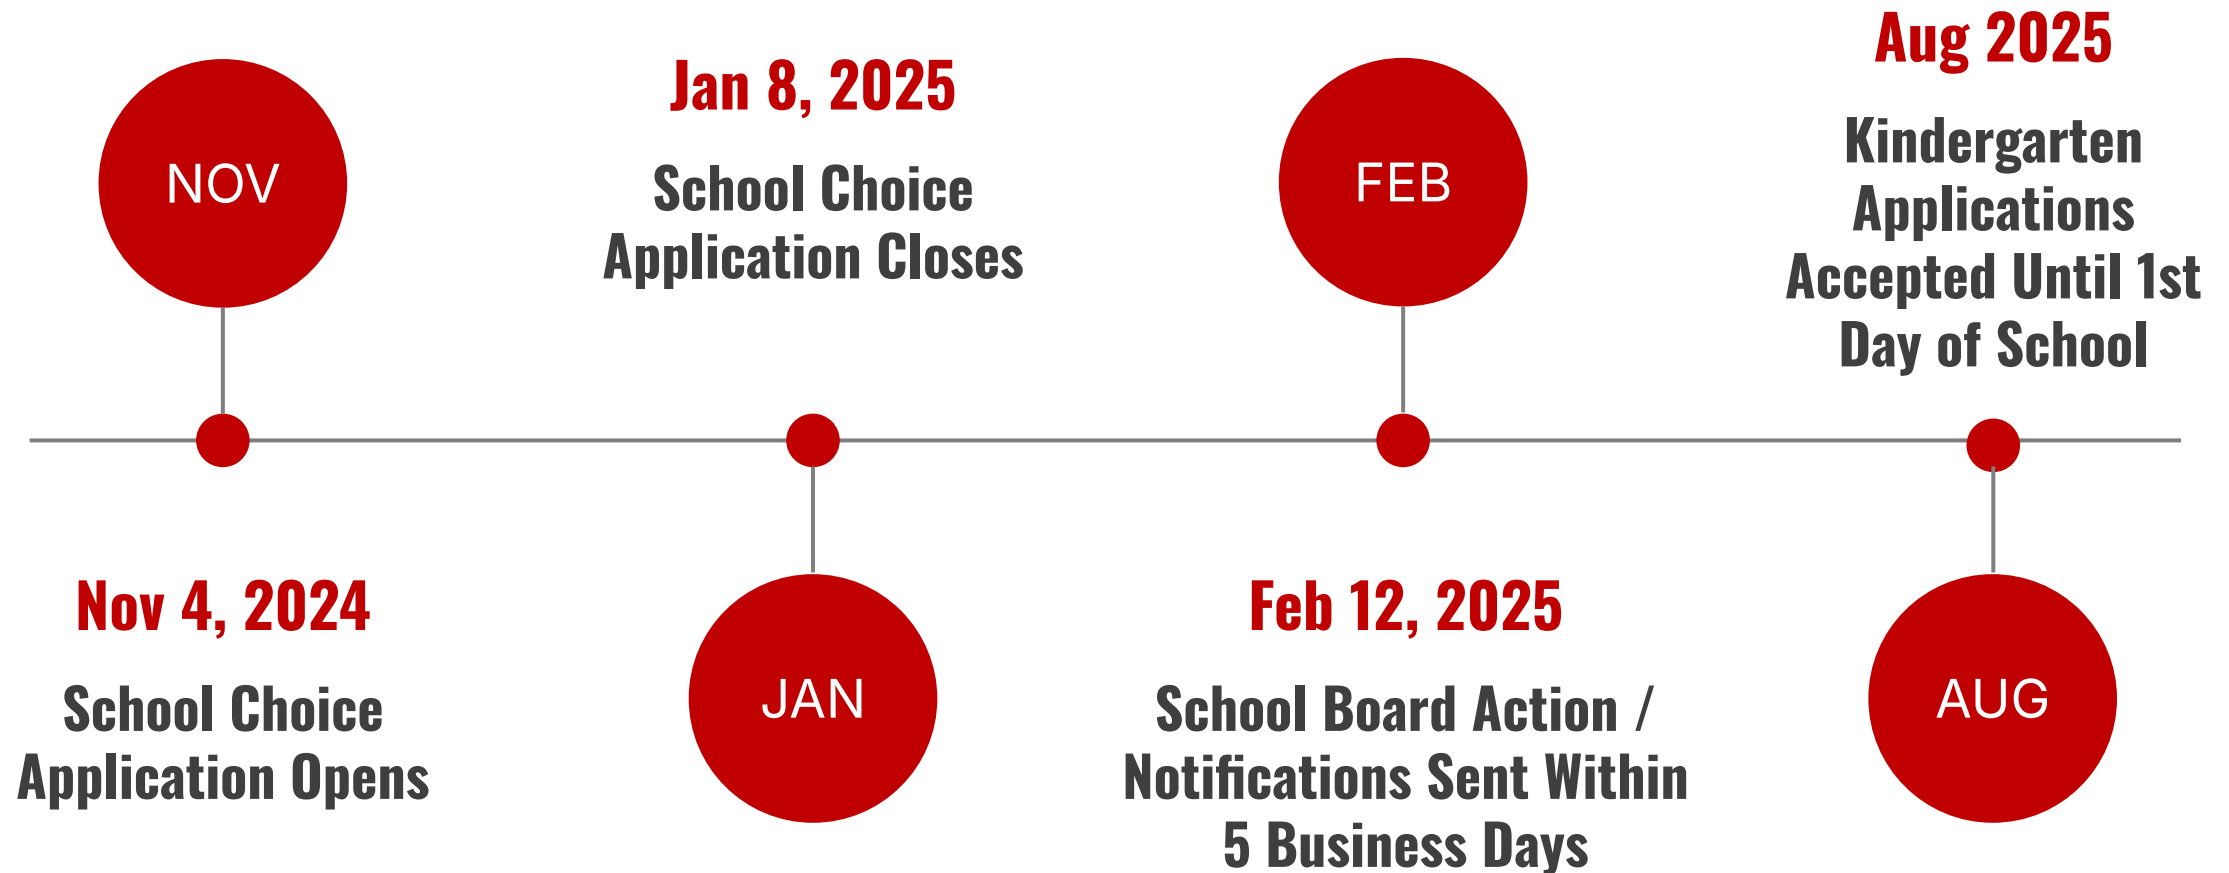 NOV
Nov 4, 2024
School Choice
Application Opens
Jan 8, 2025
School Choice
Application Closes
JAN
FEB
Feb 12, 2025
School Board Action /
Notifications Sent Within
5 Business Days
Aug 2025
Kindergarten
Applications
Accepted Until 1st
Day of School
AUG